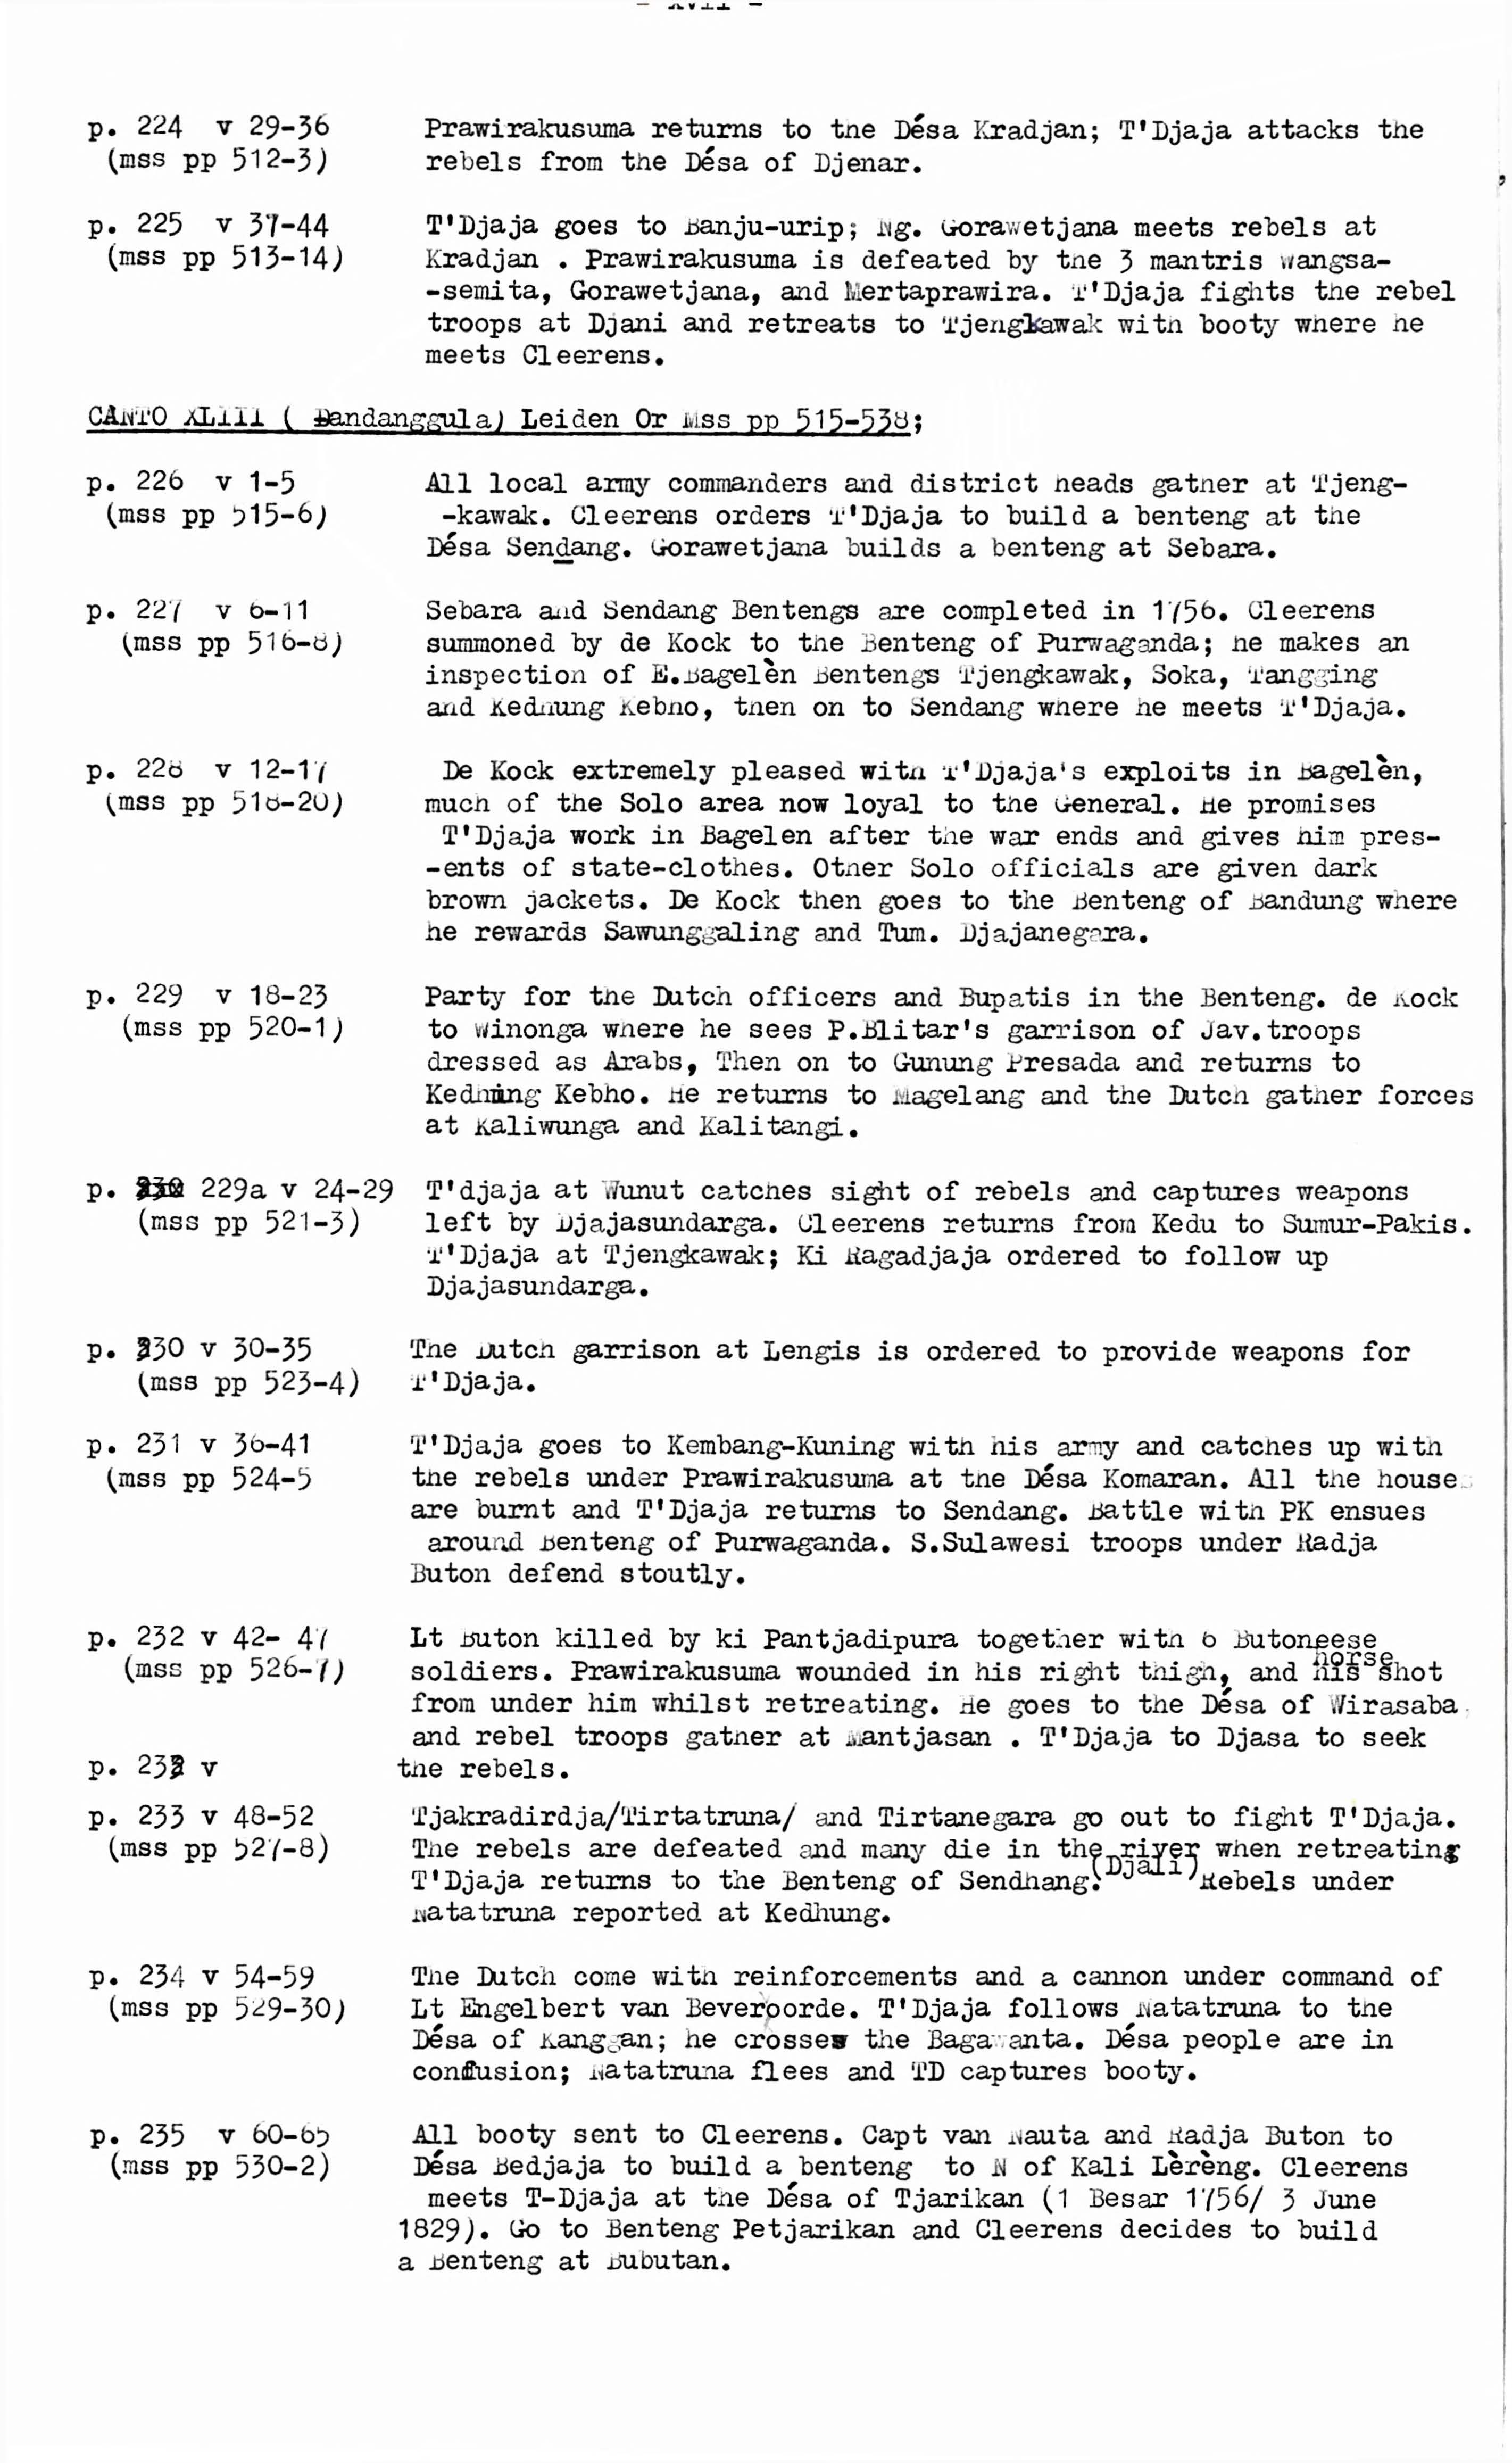 - xvii -
p. 224 v 29-36 Prawirakusuma returns to the Désa Kradjan; T'Djaja attacks the
(mss pp 512-3) rebels from the Désa of Djenar.
p. 225 v 37-44 T'Djaja goes to Banju-urip; Ng. Gorawetjana meets rebels at
(mss pp 513-14) Kradjan . Prawirakusuma is defeated by the 3 mantris Wangsa-
-semita, Gorawetjana, and Mertaprawira. T'Djaja fights the rebel
troops at Djani and retreats to Tjengkawak with booty where he
meets Cleerens.
CANTO XLIII ( Dandanggula) Leiden Or Mss pp 515-538;
p. 226 v 1-5 All local army commanders and district heads gather at Tjeng-
(mss pp 515-6) -kawak. Cleerens orders T'Djaja to build a benteng at the
Désa Sendang. Gorawetjana builds a benteng at Sebara.
p. 227 v 6-11 Sebara and Sendang Bentengs are completed in 1756. Cleerens
(mss pp 516-8) summoned by de Kock to the Benteng of Purwaganda; he makes an
inspection of E.Bagelèn Bentengs Tjengkawak, Soka, Tangging
and Kedhung Kebho, then on to Sendang where he meets T'Djaja.
p. 228 v 12-17 De Kock extremely pleased with T'Djaja's exploits in Bagelèn,
(mss pp 518-20) much of the Solo area now loyal to the General. He promises
T'Djaja work in Bagelen after the war ends and gives him pres-
-ents of state-clothes. Other Solo officials are given dark
brown jackets. De Kock then goes to the Benteng of Bandung where
he rewards Sawunggaling and Tum. Djajanegara.
p. 229 v 18-23 Party for the Dutch officers and Bupatis in the Benteng. de Kock
(mss pp 520-1) to Winonga where he sees P.Blitar's garrison of Jav.troops
dressed as Arabs, Then on to Gunung Presada and returns to
Kedhung Kebho. He returns to Magelang and the Dutch gather forces
at Kaliwunga and Kalitangi.
p. 229a v 24-29 T'djaja at Wunut catches sight of rebels and captures weapons
(mss pp 521-3) left by Djajasundarga. Cleerens returns from Kedu to Sumur-Pakis.
T'Djaja at Tjengkawak; Ki Ragadjaja ordered to follow up
Djajasundarga.
p. 230 v 30-35 The Dutch garrison at Lengis is ordered to provide weapons for
(mss pp 523-4) T'Djaja.
p. 231 v 36-41 T'Djaja goes to Kembang-Kuning with his army and catches up with
(mss pp 524-5 the rebels under Prawirakusuma at the Désa Komaran. All the houses
are burnt and T'Djaja returns to Sendang. Battle with PK ensues
around Benteng of Purwaganda. S.Sulawesi troops under Radja
Buton defend stoutly.
p. 232 v 42- 47 Lt Buton killed by ki Pantjadipura together with 6 Butoneese
(mss pp 526-7) soldiers. Prawirakusuma wounded in his right thigh, and his horse shot
from under him whilst retreating. He goes to the Désa of Wirasaba
and rebel troops gather at Mantjasan . T'Djaja to Djasa to seek
p. 232 v the rebels.
p. 233 v 48-52 Tjakradirdja/Tirtatruna/ and Tirtanegara go out to fight T'Djaja.
(mss pp 527-8) The rebels are defeated and many die in the river (Djali) when retreating
T'Djaja returns to the Benteng of Sendhang. Rebels under
Natatruna reported at Kedhung.
p. 234 v 54-59 The Dutch come with reinforcements and a cannon under command of
(mss pp 529-30) Lt Engelbert van Beveroorde. T'Djaja follows Natatruna to the
Désa of Kanggan; he crosses the Bagawanta. Désa people are in
confusion; Natatruna flees and TD captures booty.
p. 235 v 60-65 All booty sent to Cleerens. Capt van Nauta and Radja Buton to
(mss pp 530-2) Désa Bedjaja to build a benteng to N of Kali Lèrèng. Cleerens
meets T-Djaja at the Désa of Tjarikan (1 Besar 1756/ 3 June
1829). Go to Benteng Petjarikan and Cleerens decides to build
a Benteng at Bubutan.